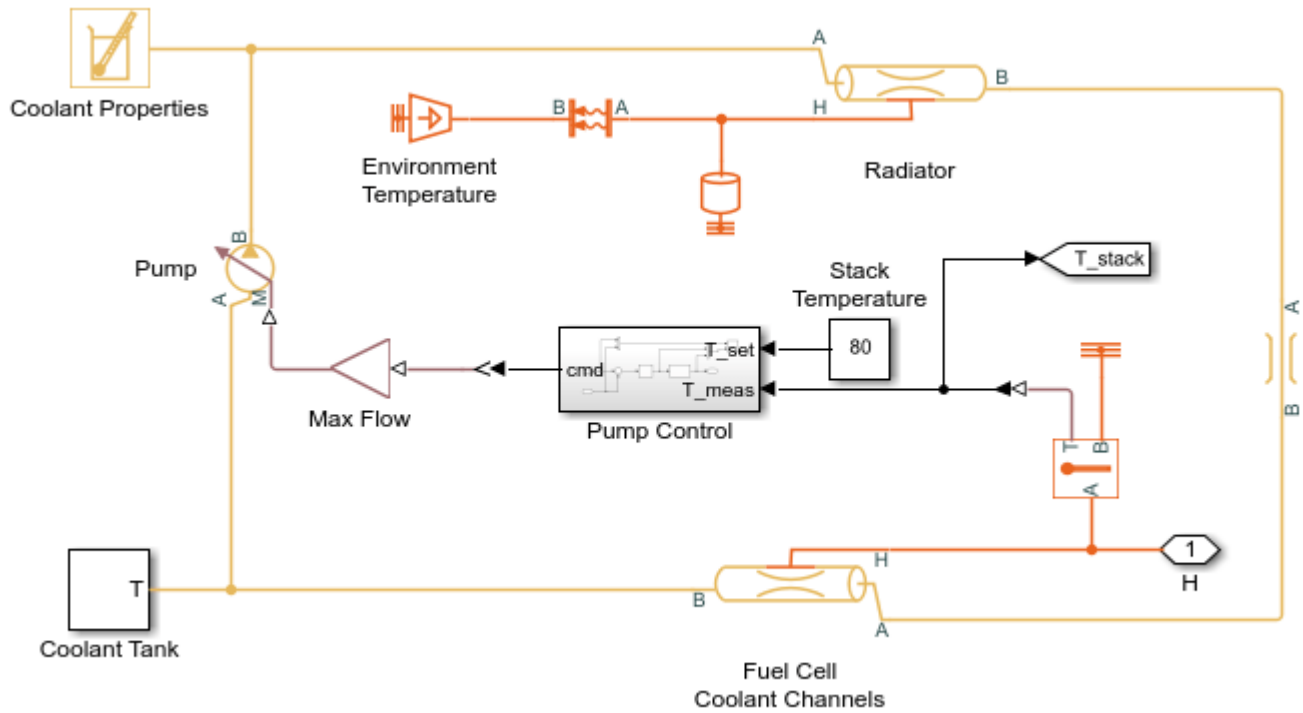 Coolant Properties
A
B
B
A
H
Environment
Temperature
Radiator
B
Pump
A
M
T_stack
Stack
Temperature
80
cmd
T_set
T_meas
Max Flow
Pump Control
A
B
T
B
A
T
Coolant Tank
B
H
A
1
H
Fuel Cell
Coolant Channels